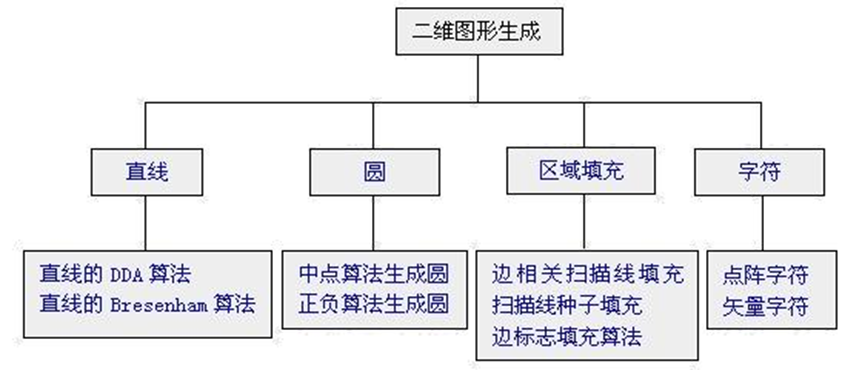 二维图形生成
直线
圆
区域填充
字符
直线的 DDA 算法
直线的 Bresenham 算法
中点算法生成圆
正负算法生成圆
边相关扫描线填充
扫描线种子填充
边标志填充算法
点阵字符
矢量字符